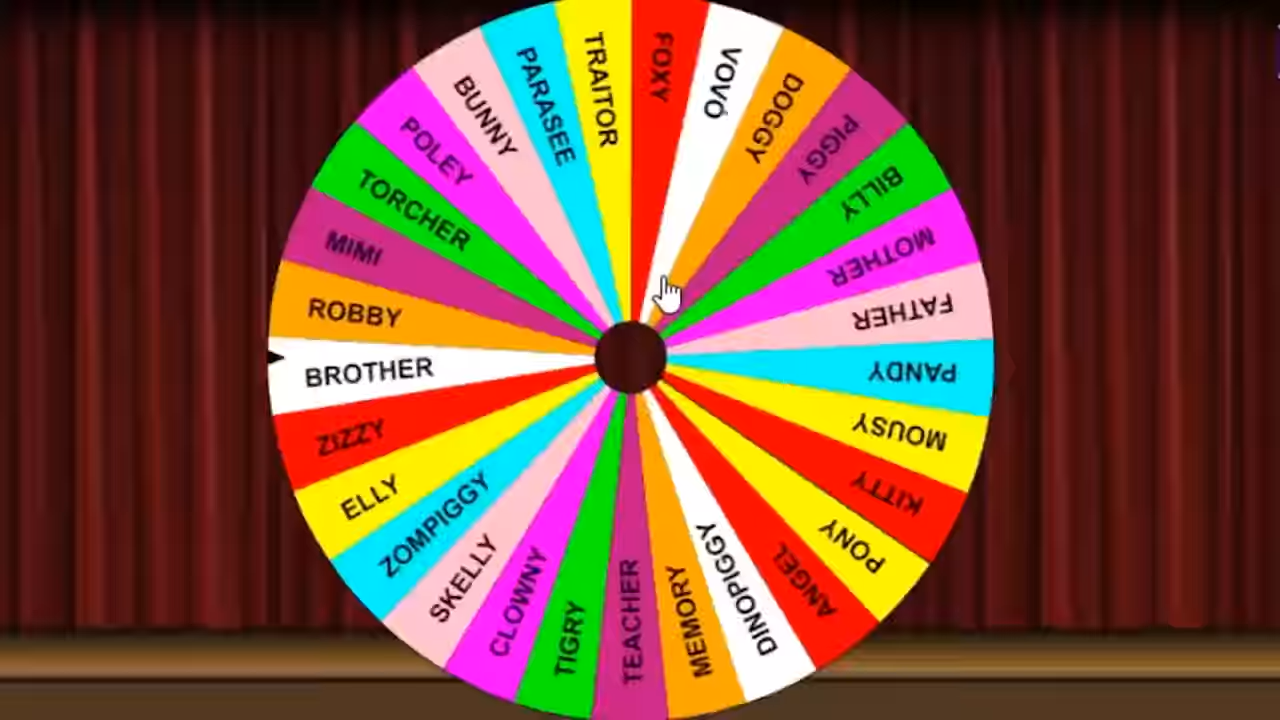 FOXY
VOVÓ
DOGGY
PIGGY
BILLY
MOTHER
FATHER
PANDY
MOUSY
KITTY
PONY
ANGEL
DINOPIGGY
MEMORY
TEACHER
TIGRY
CLOWNY
SKELLY
ZOMPIGGY
ELLY
ZIZZY
BROTHER
ROBBY
MIMI
TORCHER
POLEY
BUNNY
PARASEE
TRAITOR